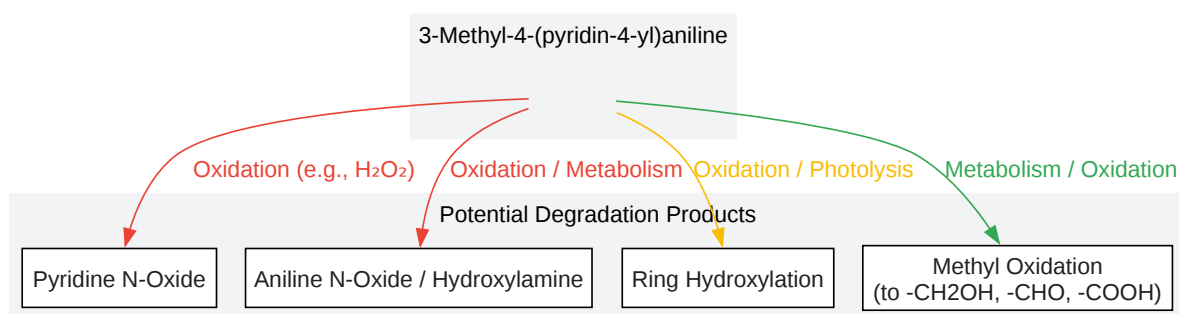 3-Methyl-4-(pyridin-4-yl)aniline
Oxidation (e.g., H₂O₂)
Oxidation / Metabolism
Oxidation / Photolysis
Metabolism / Oxidation
Potential Degradation Products
Pyridine N-Oxide
Aniline N-Oxide / Hydroxylamine
Ring Hydroxylation
Methyl Oxidation
(to -CH2OH, -CHO, -COOH)